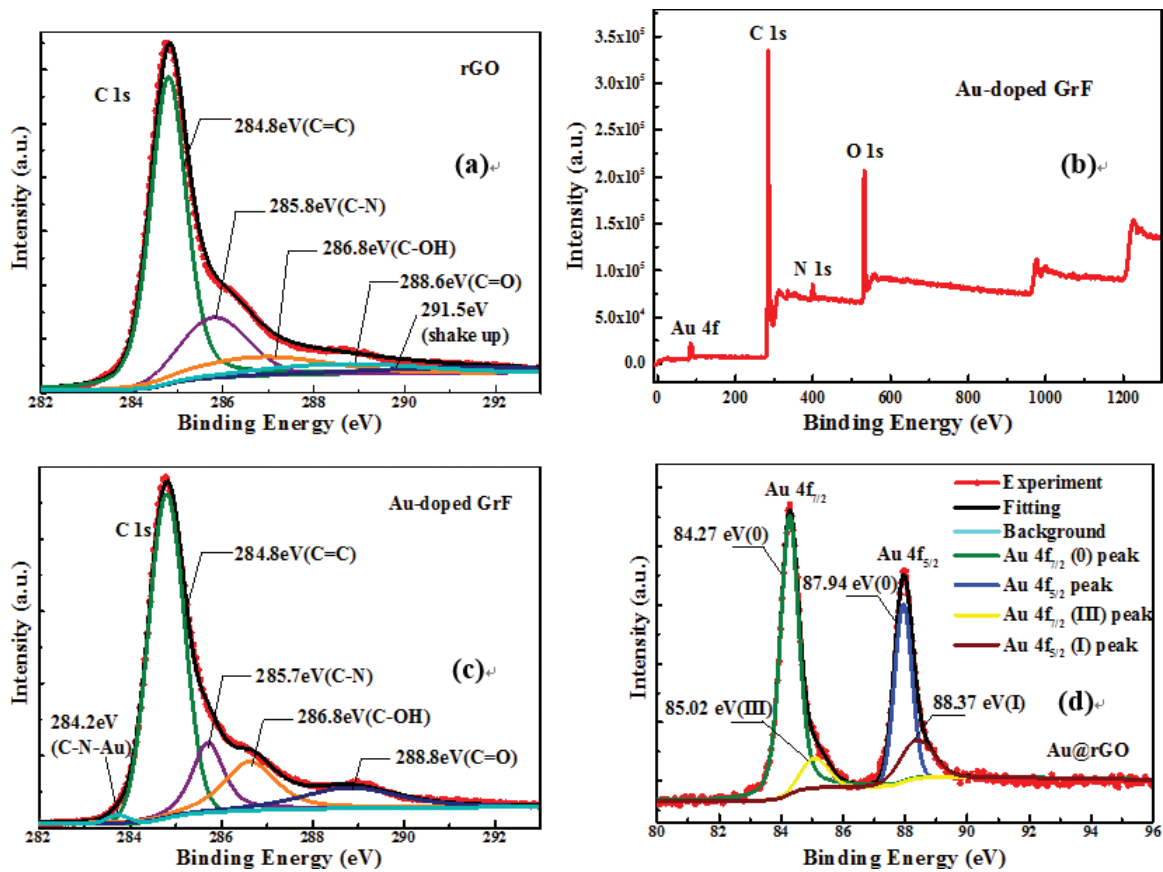 rGO
C 1s
284.8eV(C=C)
(a)↵
285.8eV(C-N)
286.8eV(C-OH)
288.6eV(C=O)
291.5eV
(shake up)
Intensity (a.u.)
282 284 286 288 290 292
Binding Energy (eV)
C 1s
3.5x10⁵
3.0x10⁵
2.5x10⁵
2.0x10⁵
1.5x10⁵
1.0x10⁵
5.0x10⁴
0.0
Au-doped GrF
O 1s
(b)↵
N 1s
Au 4f
Intensity (a.u.)
0 200 400 600 800 1000 1200
Binding Energy (eV)
Au-doped GrF
C 1s
284.8eV(C=C)
(c)↵
285.7eV(C-N)
284.2eV
(C-N-Au)
286.8eV(C-OH)
288.8eV(C=O)
Intensity (a.u.)
282 284 286 288 290 292
Binding Energy (eV)
Au 4f₇/₂
84.27 eV(0)
Au 4f₅/₂
87.94 eV(0)
Experiment
Fitting
Background
Au 4f₇/₂ (0) peak
Au 4f₅/₂ peak
Au 4f₇/₂ (III) peak
Au 4f₅/₂ (I) peak
85.02 eV(III)
88.37 eV(I)
(d)↵
Au@rGO
Intensity (a.u.)
80 82 84 86 88 90 92 94 96
Binding Energy (eV)